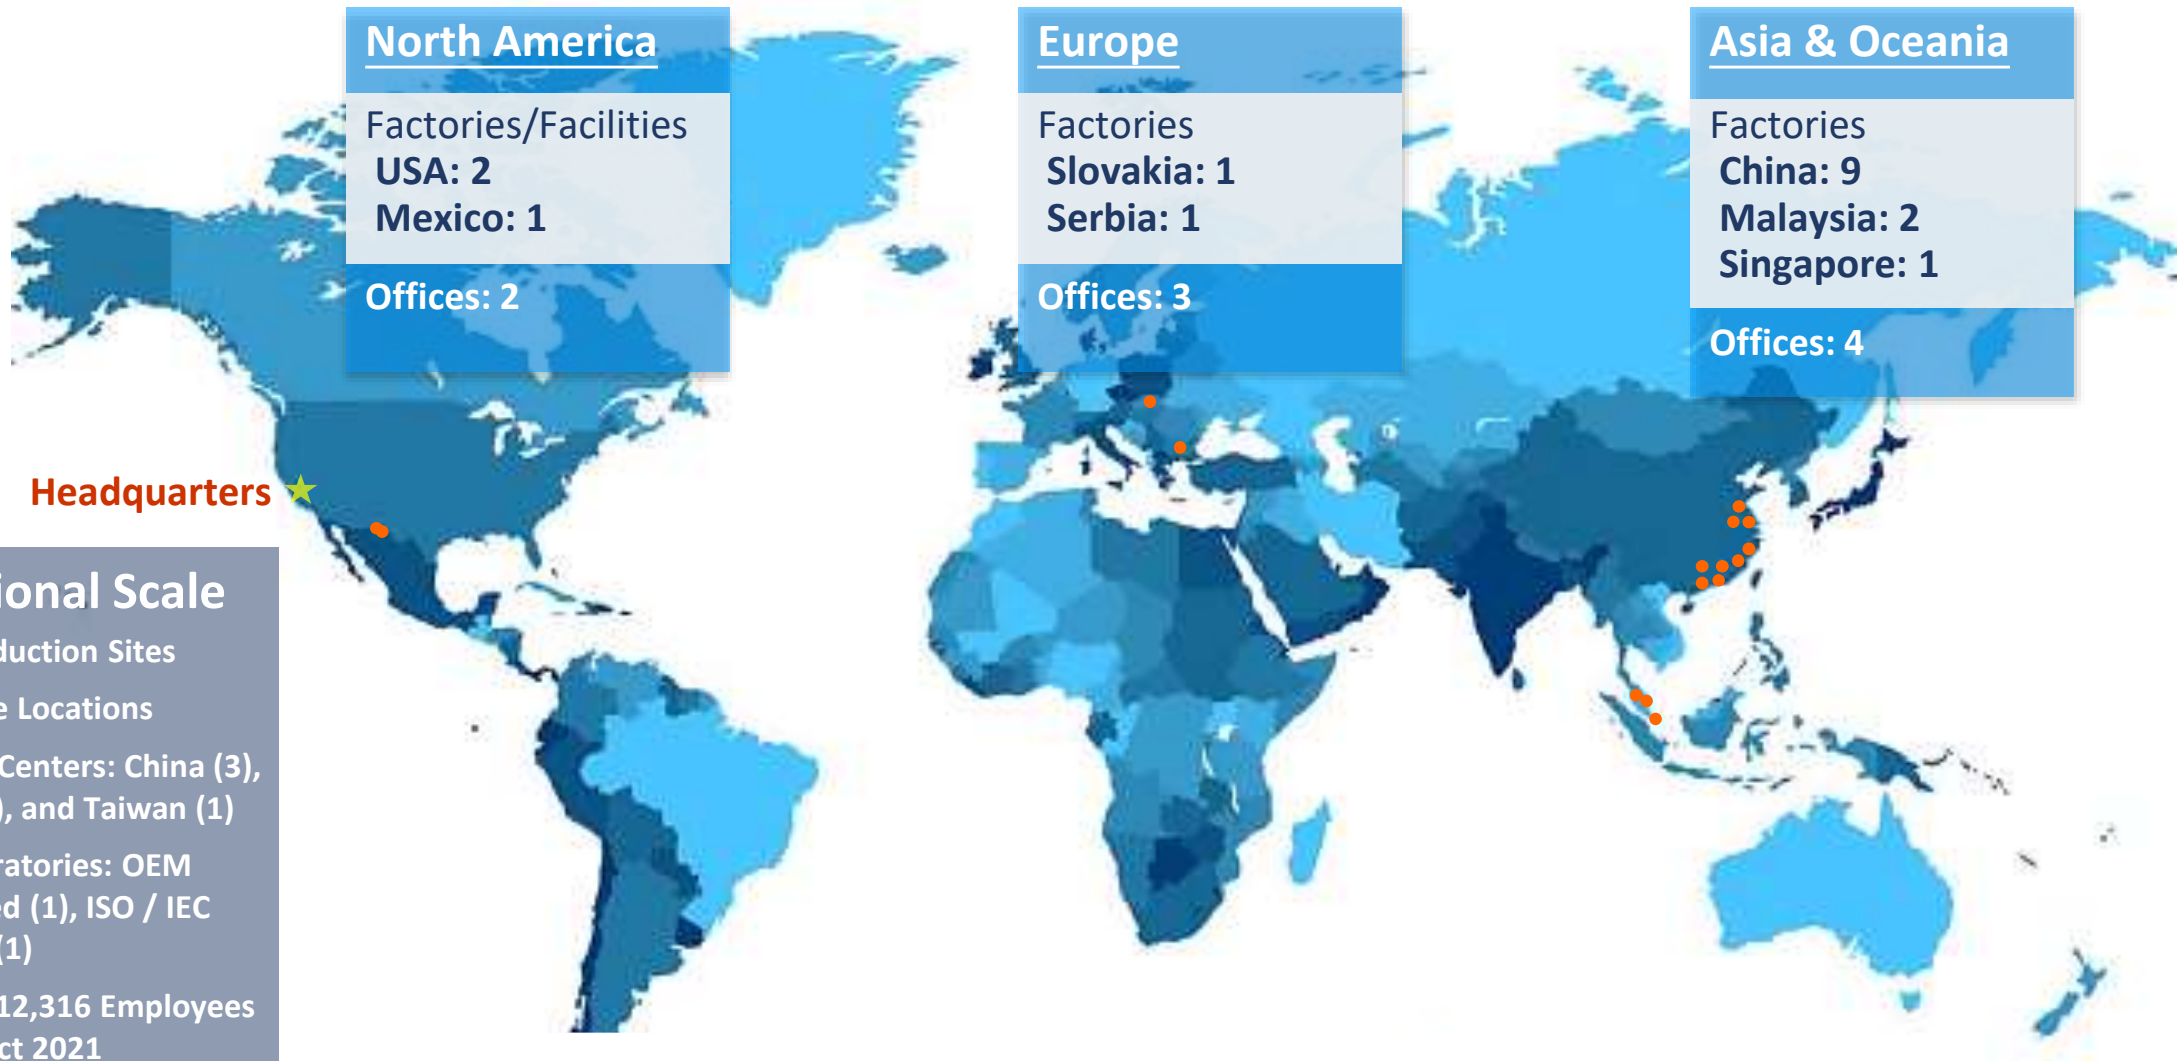 North America
Factories/Facilities
USA: 2
Mexico: 1
Offices: 2
Europe
Factories
Slovakia: 1
Serbia: 1
Offices: 3
Asia & Oceania
Factories
China: 9
Malaysia: 2
Singapore: 1
Offices: 4
Headquarters
ional Scale
duction Sites
e Locations
Centers: China (3),
), and Taiwan (1)
ratories: OEM
ed (1), ISO / IEC
(1)
12,316 Employees
ct 2021